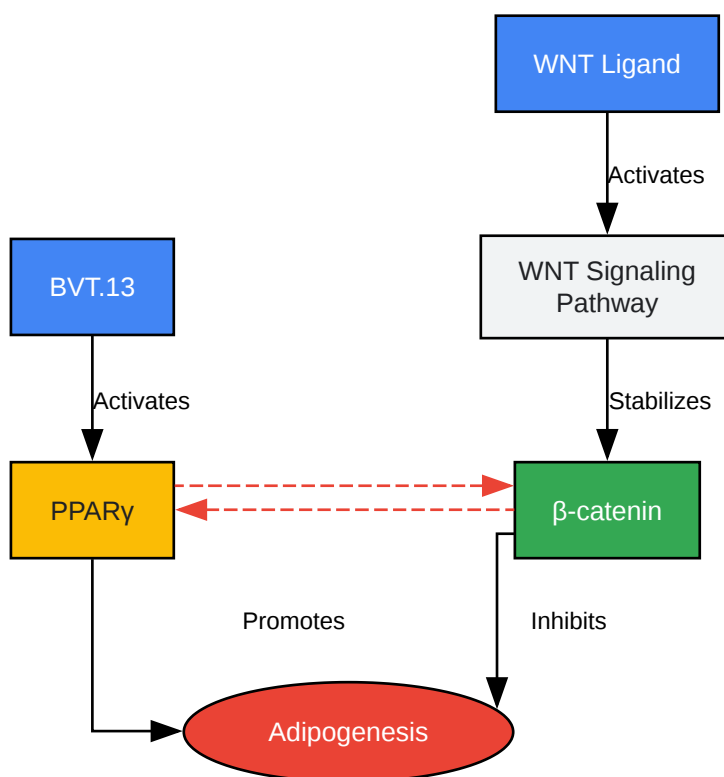 WNT Ligand
Activates
BVT.13
WNT Signaling
Pathway
Activates
Stabilizes
PPARγ
β-catenin
Promotes
Inhibits
Adipogenesis